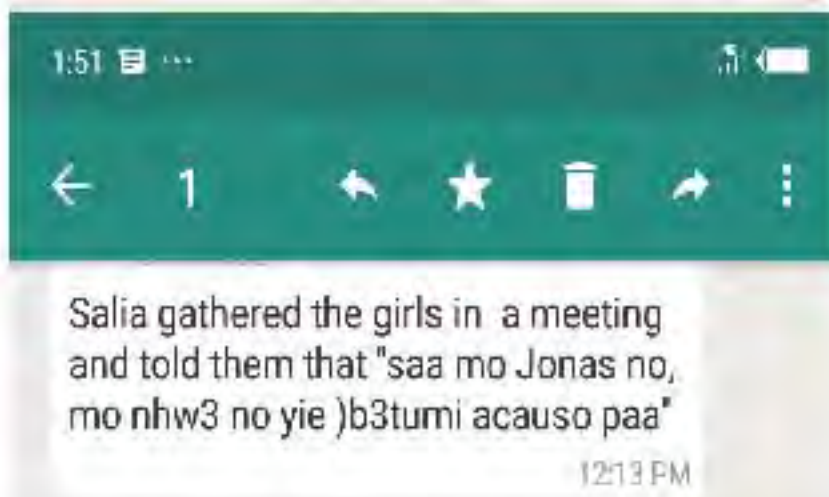 1:51
1
Salia gathered the girls in a meeting
and told them that "saa mo Jonas no,
mo nhw3 no yie )b3tumi acauso paa"
12:13 PM